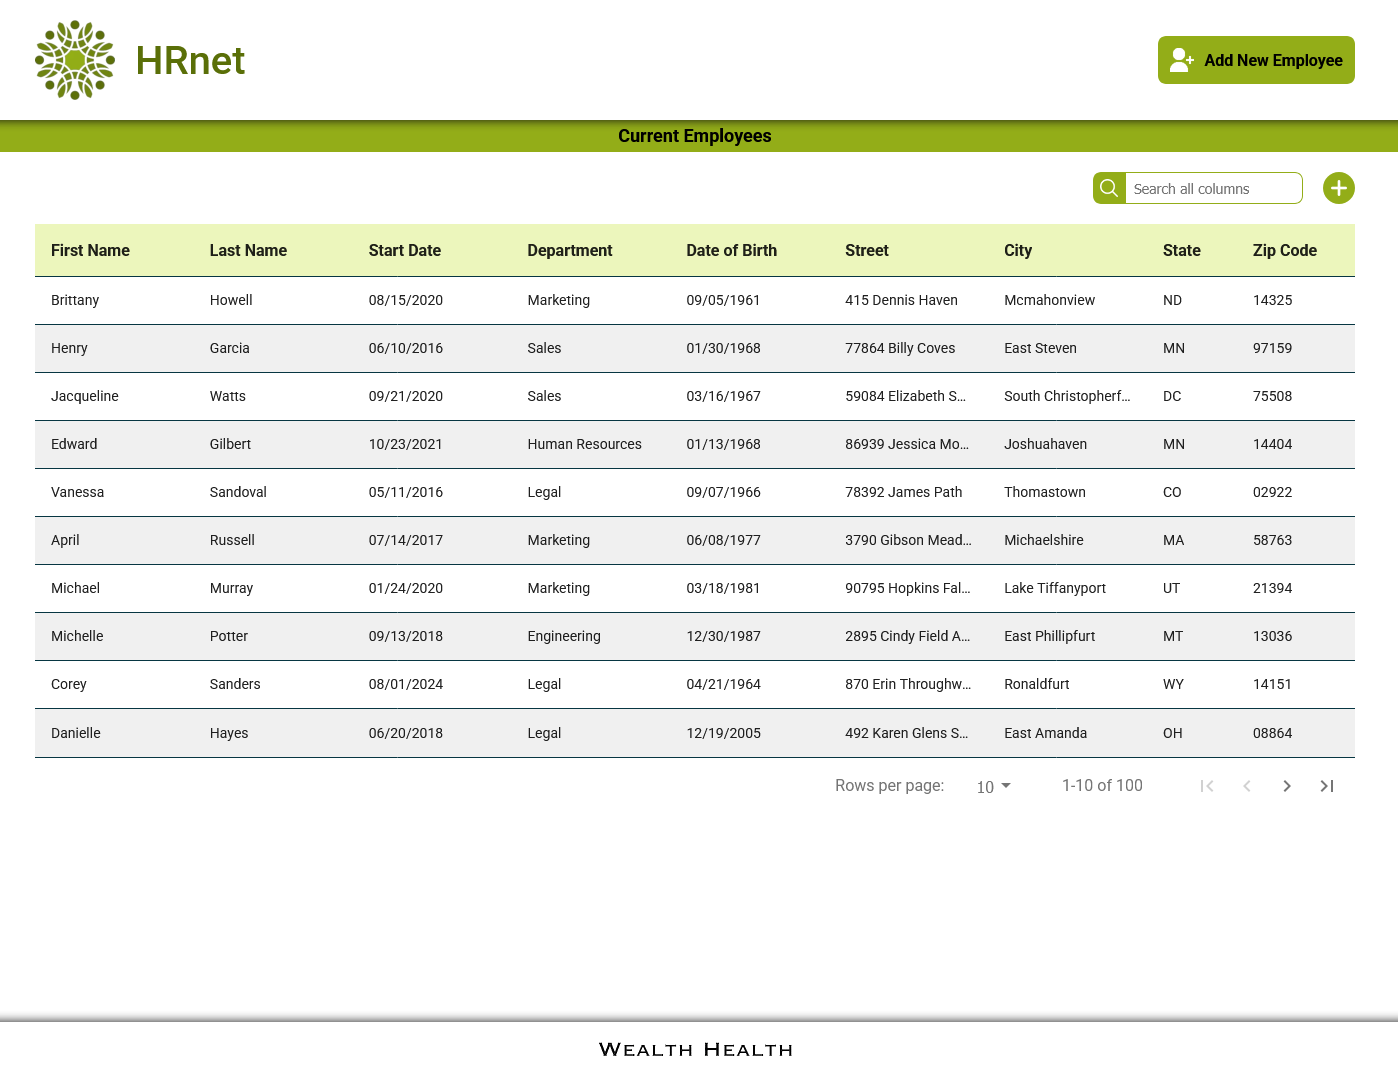 HRnet
Add New Employee
Current Employees
Search all columns
First Name Last Name Start Date Department Date of Birth Street City State Zip Code
Brittany Howell 08/15/2020 Marketing 09/05/1961 415 Dennis Haven Mcmahonview ND 14325
Henry Garcia 06/10/2016 Sales 01/30/1968 77864 Billy Coves East Steven MN 97159
Jacqueline Watts 09/21/2020 Sales 03/16/1967 59084 Elizabeth S... South Christopherf... DC 75508
Edward Gilbert 10/23/2021 Human Resources 01/13/1968 86939 Jessica Mo... Joshuahaven MN 14404
Vanessa Sandoval 05/11/2016 Legal 09/07/1966 78392 James Path Thomastown CO 02922
April Russell 07/14/2017 Marketing 06/08/1977 3790 Gibson Mead... Michaelshire MA 58763
Michael Murray 01/24/2020 Marketing 03/18/1981 90795 Hopkins Fal... Lake Tiffanyport UT 21394
Michelle Potter 09/13/2018 Engineering 12/30/1987 2895 Cindy Field A... East Phillipfurt MT 13036
Corey Sanders 08/01/2024 Legal 04/21/1964 870 Erin Throughw... Ronaldfurt WY 14151
Danielle Hayes 06/20/2018 Legal 12/19/2005 492 Karen Glens S... East Amanda OH 08864
Rows per page: 10 1-10 of 100
Wealth Health